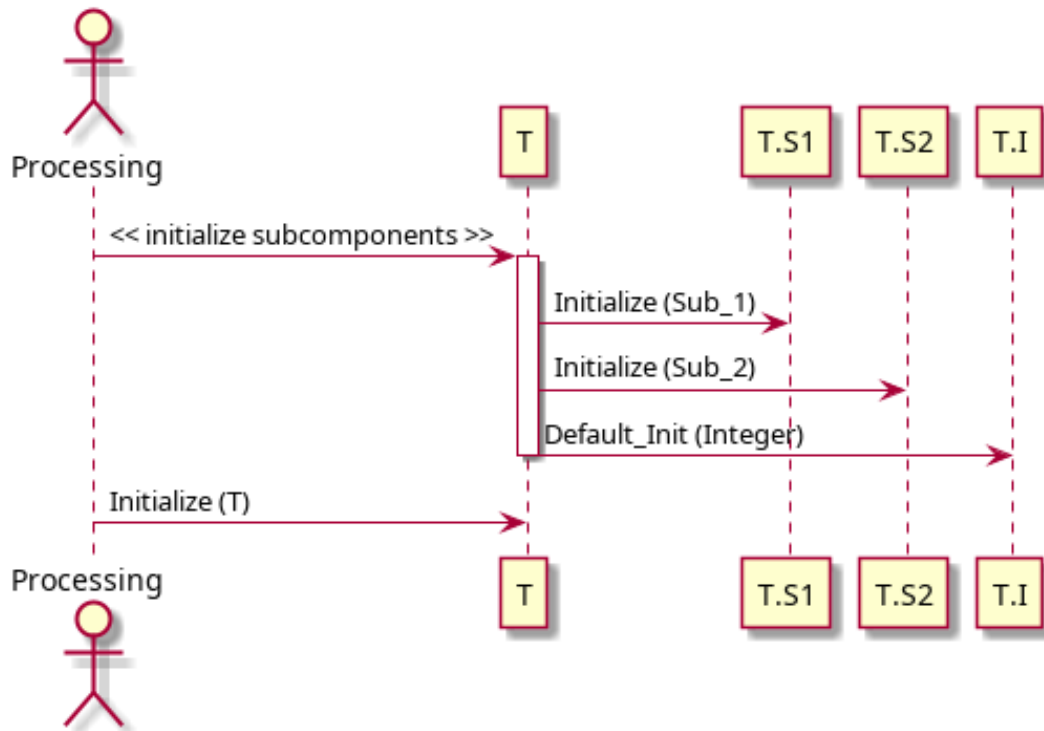 Processing
T
T.S1
T.S2
T.I
<< initialize subcomponents >>
Initialize (Sub_1)
Initialize (Sub_2)
Default_Init (Integer)
Initialize (T)
Processing
T
T.S1
T.S2
T.I